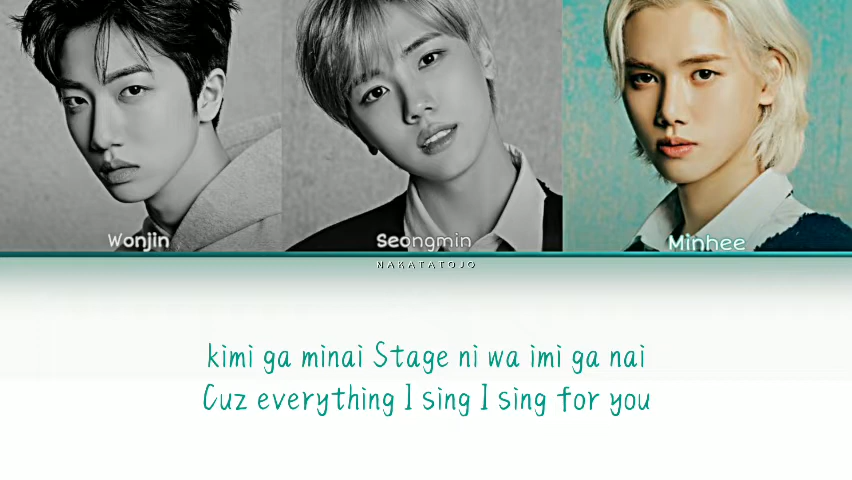 Wonjin
Seongmin
Minhee
NAKATATOJO
kimi ga minai Stage ni wa imi ga nai
Cuz everything I sing I sing for you